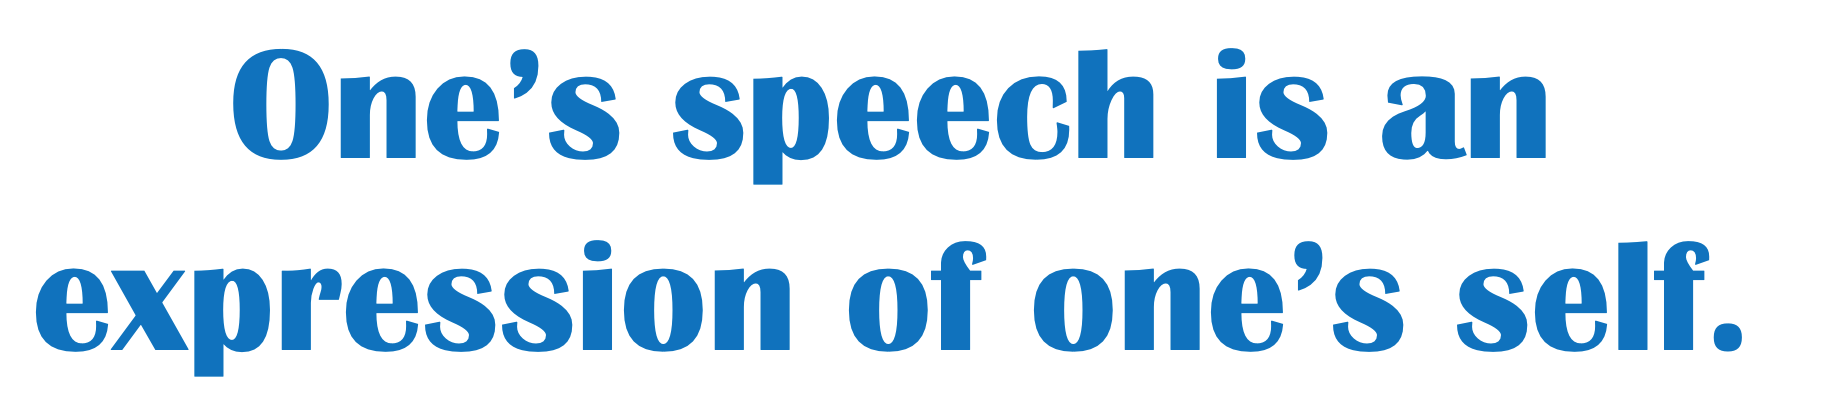 One’s speech is an
expression of one’s self.